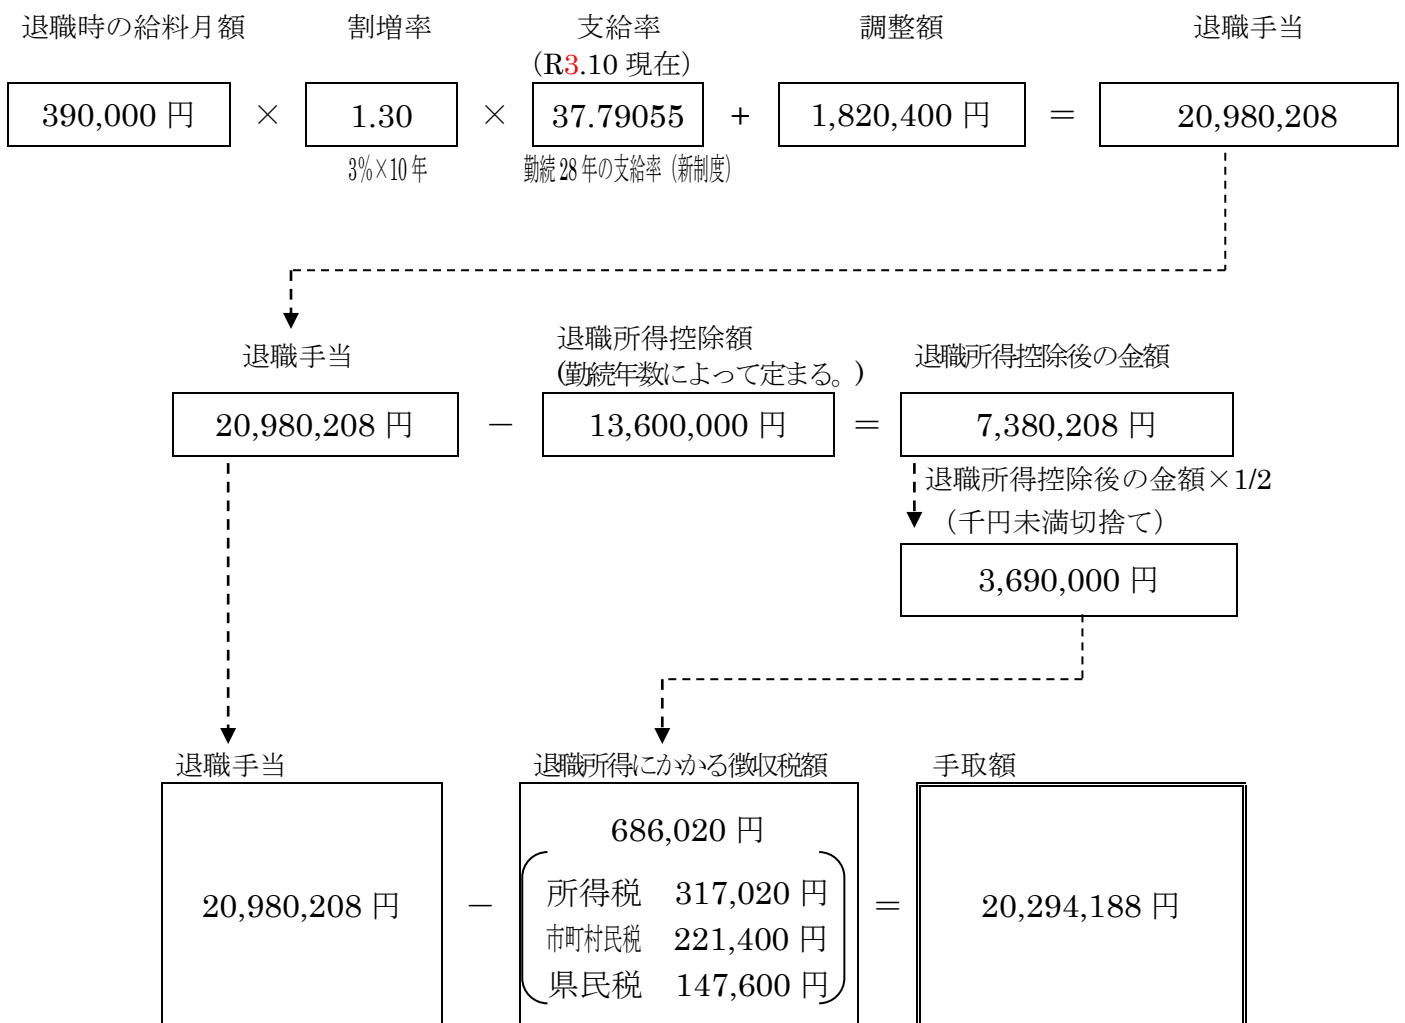 退職時の給料月額 割増率 支給率 調整額 退職手当
（R3.10 現在）
390,000 円 × 1.30 × 37.79055 + 1,820,400 円 ＝ 20,980,208
3%×10 年 勤続 28 年の支給率（新制度）
退職手当 退職所得控除額 退職所得控除後の金額
(勤続年数によって定まる。)
20,980,208 円 － 13,600,000 円 ＝ 7,380,208 円
退職所得控除後の金額×1/2
（千円未満切捨て）
3,690,000 円
退職手当 退職所得にかかる徴収税額 手取額
686,020 円
20,980,208 円 － 所得税 317,020 円 ＝ 20,294,188 円
市町村民税 221,400 円
県民税 147,600 円